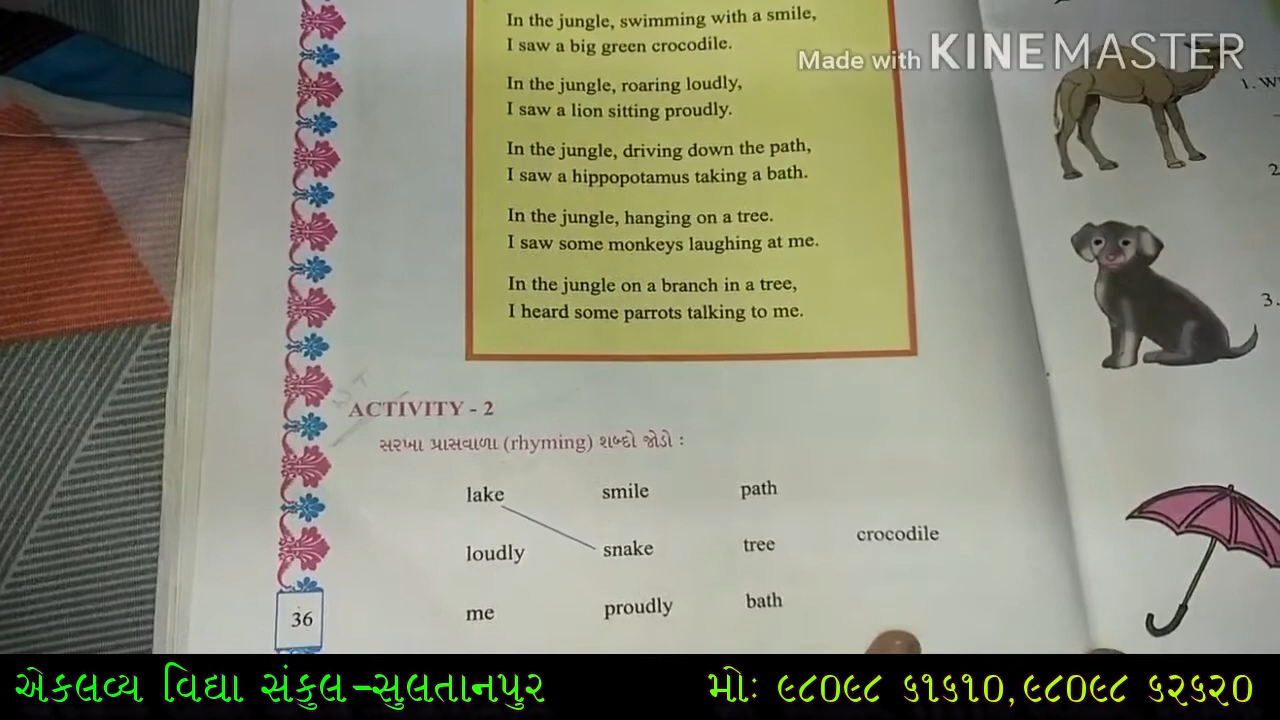 In the jungle, swimming with a smile,
I saw a big green crocodile.
In the jungle, roaring loudly,
I saw a lion sitting proudly.
In the jungle, driving down the path,
I saw a hippopotamus taking a bath.
In the jungle, hanging on a tree.
I saw some monkeys laughing at me.
In the jungle on a branch in a tree,
I heard some parrots talking to me.
ACTIVITY - 2
સરખા પ્રાસવાળા (rhyming) શબ્દો જોડો :
lake smile path
loudly snake tree crocodile
me proudly bath
36
Made with KINEMASTER
1.
2
3.
એકલવ્ય વિદ્યા સંકુલ-સુલતાનપુર
મોઃ ૯૮૦૯૮ ૬૧૬૧૦,૯૮૦૯૮ ૬૨૬૨૦